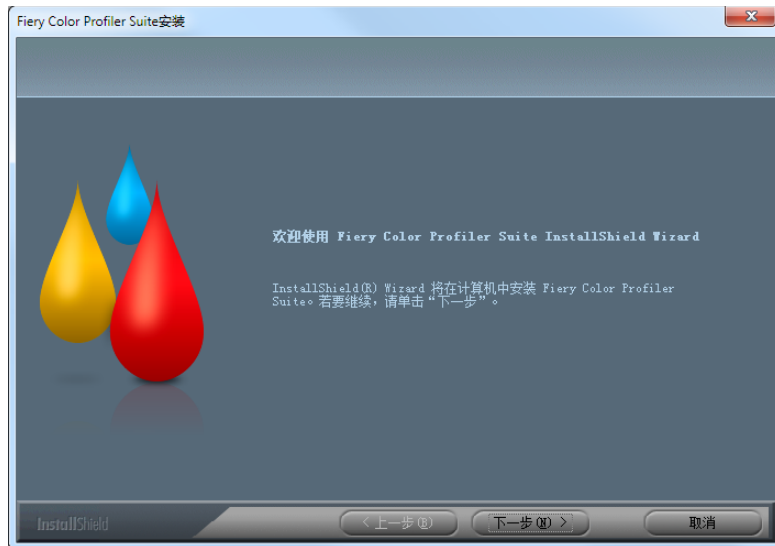 Fiery Color Profiler Suite安装
欢迎使用 Fiery Color Profiler Suite InstallShield Wizard
InstallShield(R) Wizard 将在计算机中安装 Fiery Color Profiler
Suite。若要继续，请单击“下一步”。
InstallShield
< 上一步(B)
下一步(N) >
取消